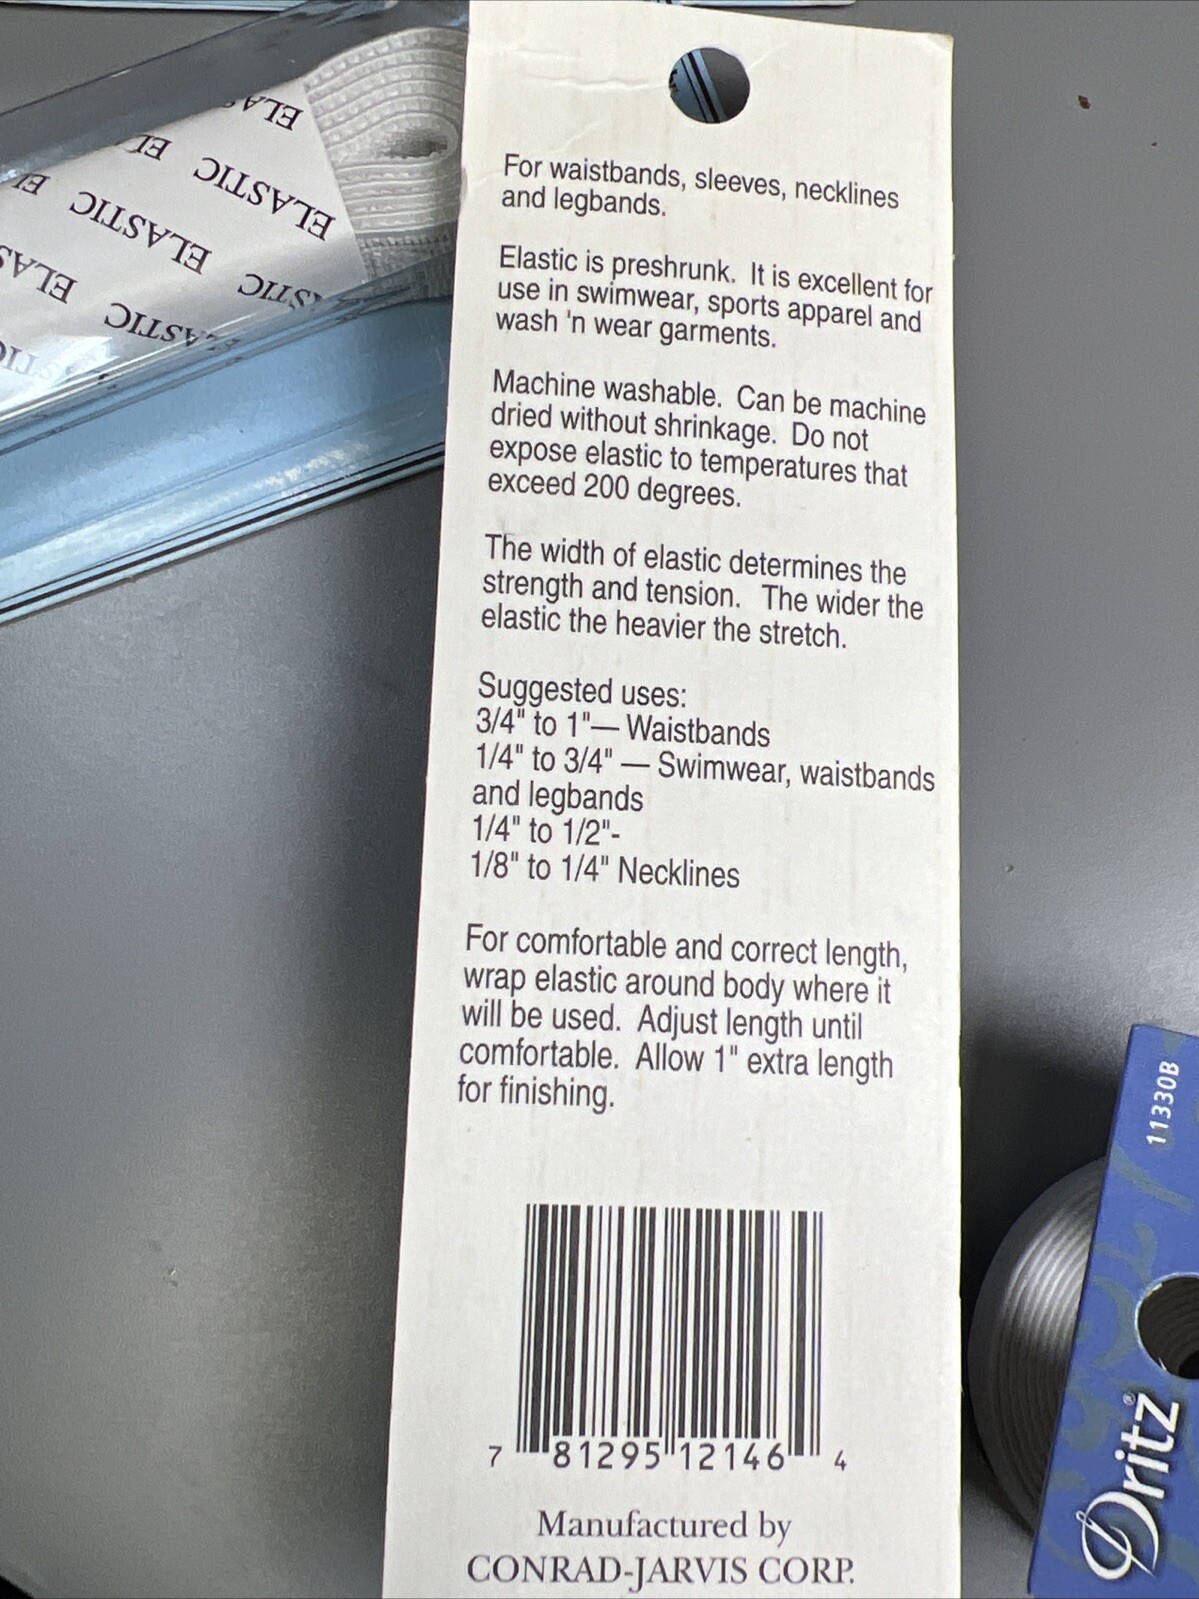 For waistbands, sleeves, necklines
and legbands.
Elastic is preshrunk. It is excellent for
use in swimwear, sports apparel and
wash 'n wear garments.
Machine washable. Can be machine
dried without shrinkage. Do not
expose elastic to temperatures that
exceed 200 degrees.
The width of elastic determines the
strength and tension. The wider the
elastic the heavier the stretch.
Suggested uses:
3/4" to 1"— Waistbands
1/4" to 3/4" — Swimwear, waistbands
and legbands
1/4" to 1/2"-
1/8" to 1/4" Necklines
For comfortable and correct length,
wrap elastic around body where it
will be used. Adjust length until
comfortable. Allow 1" extra length
for finishing.
7 81295 12146 4
Manufactured by
CONRAD-JARVIS CORP.
ELASTIC
ELASTIC
ELASTIC
11330B
Dritz®